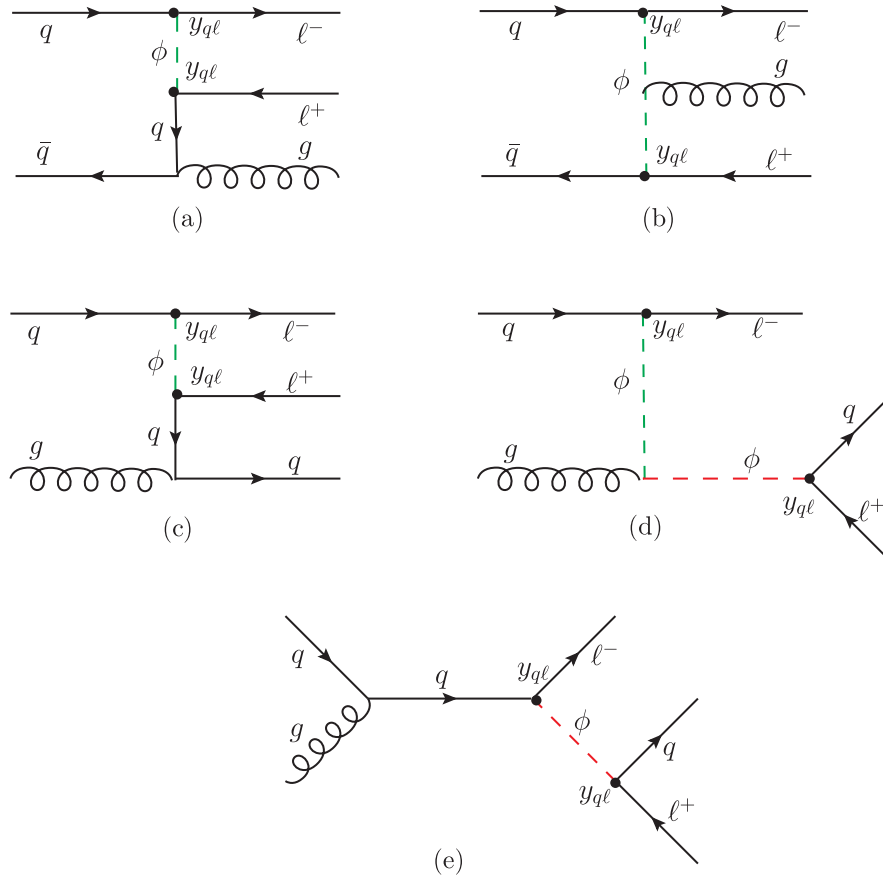 q y_{qℓ} ℓ^−
ϕ
y_{qℓ}
ℓ^+
q
q̄ g
(a)
q y_{qℓ} ℓ^−
ϕ g
q̄ y_{qℓ} ℓ^+
(b)
q y_{qℓ} ℓ^−
ϕ
y_{qℓ} ℓ^+
q
g q
(c)
q y_{qℓ} ℓ^−
ϕ
q
g ϕ
y_{qℓ} ℓ^+
(d)
q q y_{qℓ} ℓ^−
g ϕ
q
y_{qℓ} ℓ^+
(e)